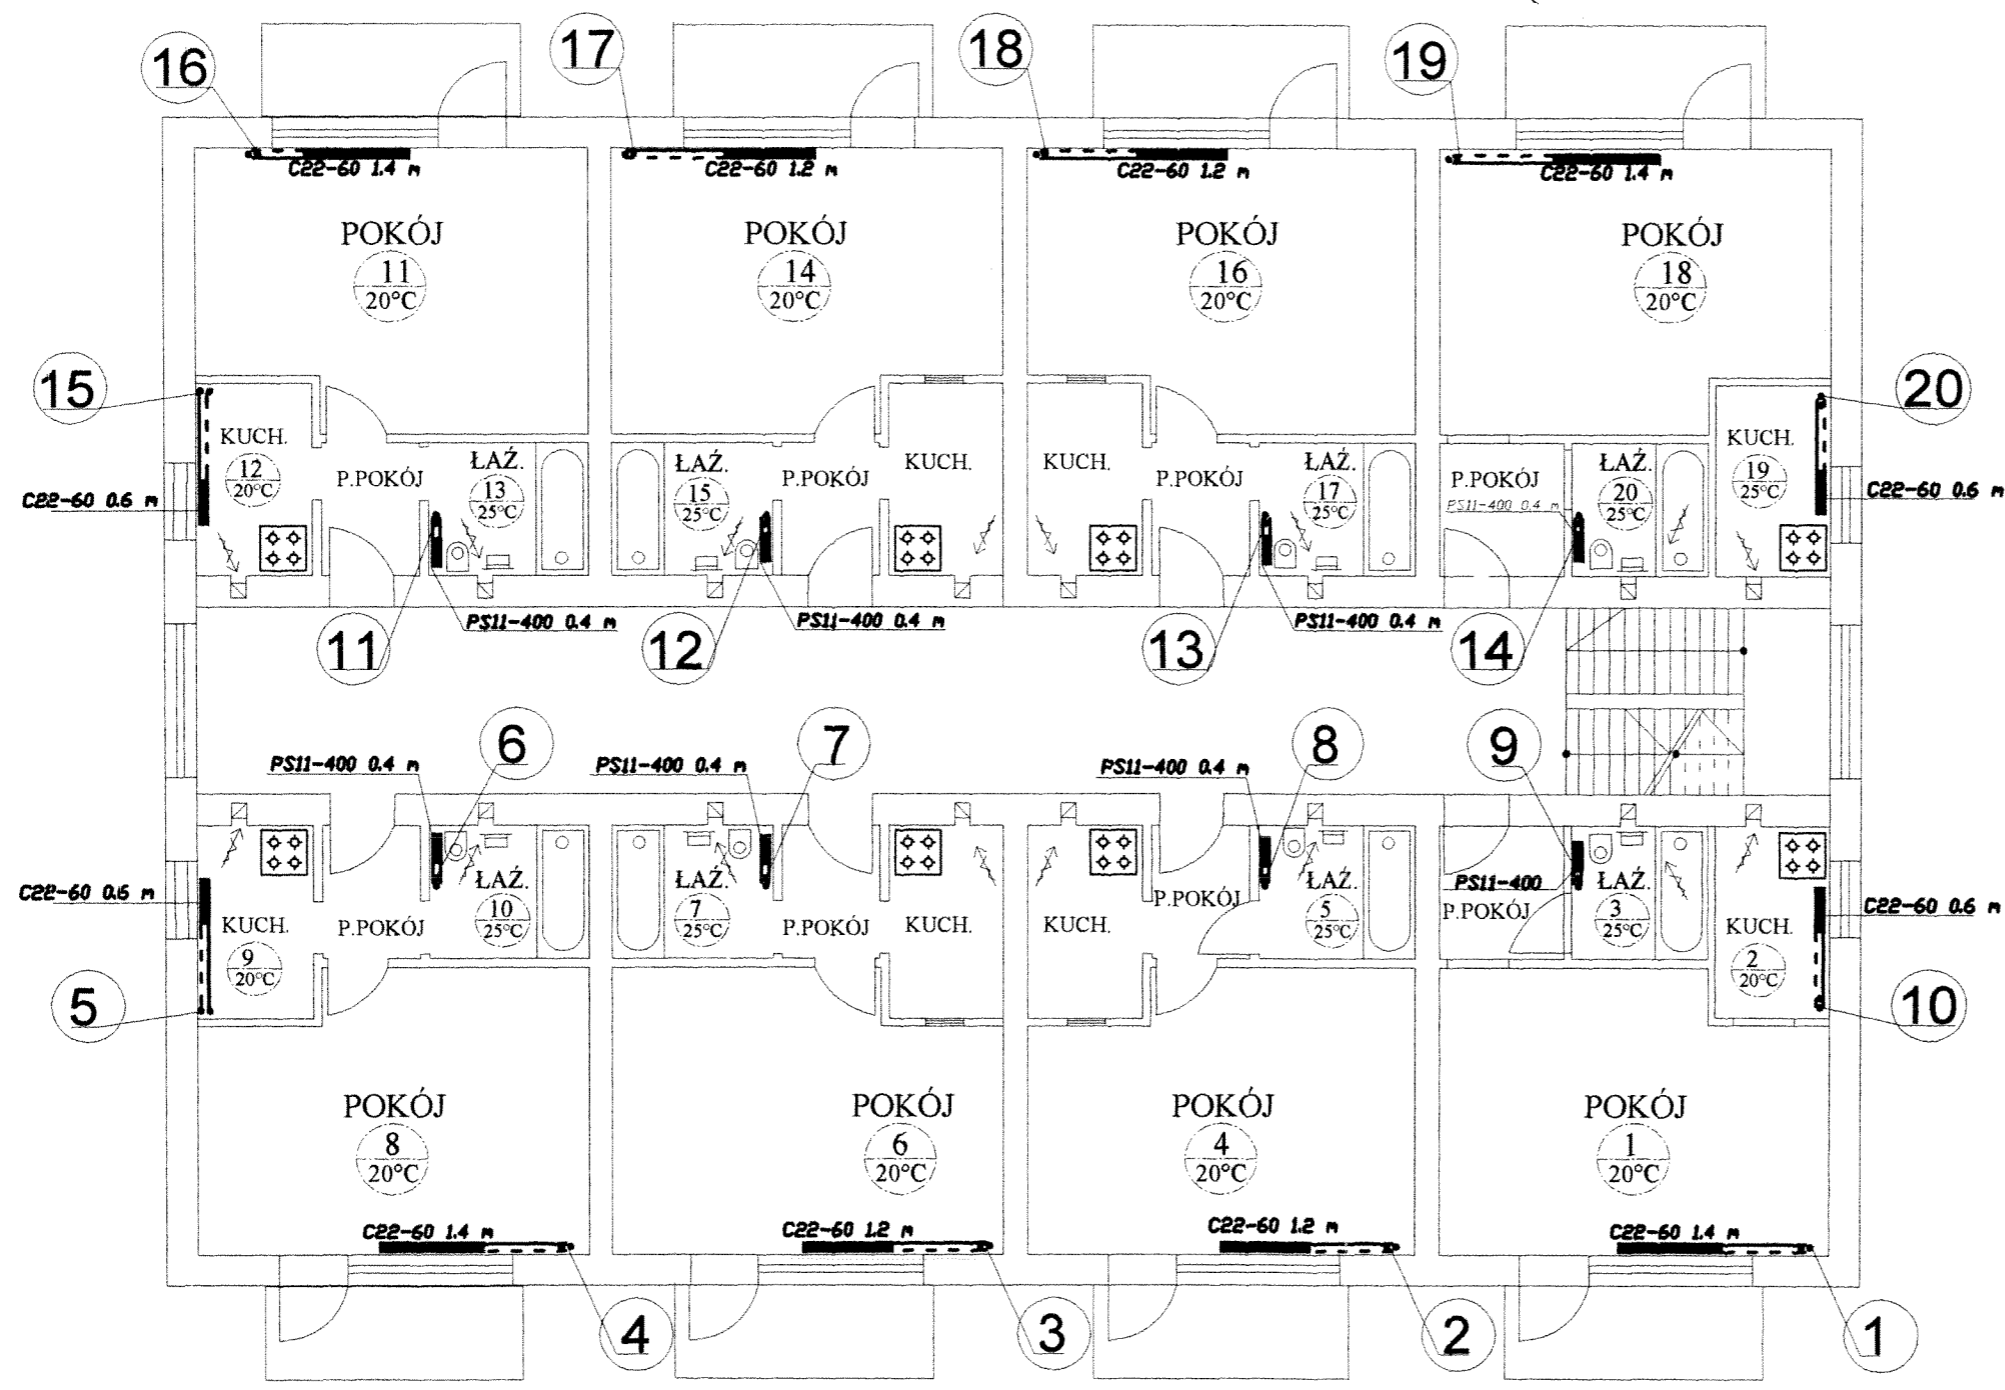 16
17
18
19
C22-60 1.4 m
C22-60 1.2 m
C22-60 1.2 m
C22-60 1.4 m
POKÓJ
11
20°C
POKÓJ
14
20°C
POKÓJ
16
20°C
POKÓJ
18
20°C
15
20
KUCH.
12
20°C
P.POKÓJ
ŁAŹ.
13
25°C
ŁAŹ.
15
25°C
P.POKÓJ
KUCH.
KUCH.
P.POKÓJ
ŁAŹ.
17
25°C
P.POKÓJ
PS11-400 0.4 m
ŁAŹ.
20
25°C
KUCH.
19
25°C
C22-60 0.6 m
C22-60 0.6 m
11
PS11-400 0.4 m
12
PS11-400 0.4 m
13
PS11-400 0.4 m
14
PS11-400 0.4 m
6
PS11-400 0.4 m
7
PS11-400 0.4 m
8
9
C22-60 0.6 m
KUCH.
9
20°C
P.POKÓJ
ŁAŹ.
10
25°C
ŁAŹ.
7
25°C
P.POKÓJ
KUCH.
KUCH.
P.POKÓJ
ŁAŹ.
5
25°C
PS11-400
P.POKÓJ
ŁAŹ.
3
25°C
KUCH.
2
20°C
C22-60 0.6 m
5
10
POKÓJ
8
20°C
POKÓJ
6
20°C
POKÓJ
4
20°C
POKÓJ
1
20°C
C22-60 1.4 m
C22-60 1.2 m
C22-60 1.2 m
C22-60 1.4 m
4
3
2
1